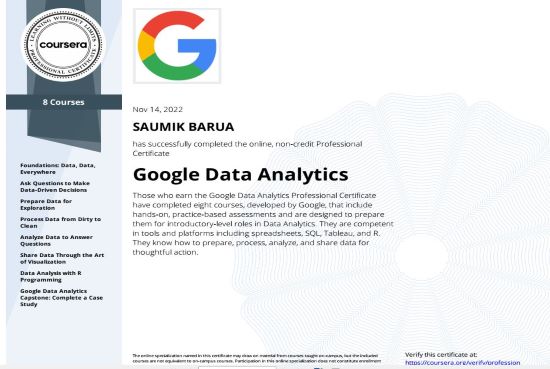 LEARNING WITHOUT LIMITS
coursera
PROFESSIONAL CERTIFICATE
8 Courses
Foundations: Data, Data,
Everywhere
Ask Questions to Make
Data-Driven Decisions
Prepare Data for
Exploration
Process Data from Dirty to
Clean
Analyze Data to Answer
Questions
Share Data Through the Art
of Visualization
Data Analysis with R
Programming
Google Data Analytics
Capstone: Complete a Case
Study
G
Nov 14, 2022
SAUMIK BARUA
has successfully completed the online, non-credit Professional
Certificate
Google Data Analytics
Those who earn the Google Data Analytics Professional Certificate
have completed eight courses, developed by Google, that include
hands-on, practice-based assessments and are designed to prepare
them for introductory-level roles in Data Analytics. They are competent
in tools and platforms including spreadsheets, SQL, Tableau, and R.
They know how to prepare, process, analyze, and share data for
thoughtful action.
The online specialization named in this certificate may draw on material from courses taught on-campus, but the included
courses are not equivalent to on-campus courses. Participation in this online specialization does not constitute enrollment
Verify this certificate at:
https://coursera.org/verify/profession